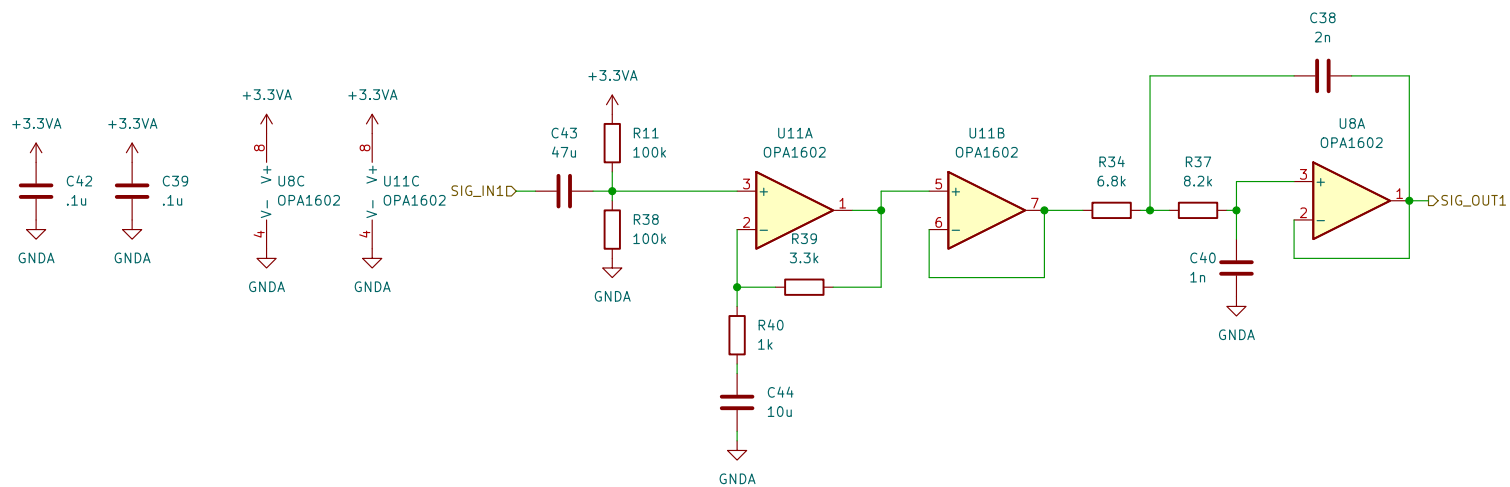 +3.3VA
C42
.1u
GNDA
+3.3VA
C39
.1u
GNDA
+3.3VA
8
V+
U8C
OPA1602
V−
4
GNDA
+3.3VA
8
V+
U11C
OPA1602
V−
4
GNDA
SIG_IN1
C43
47u
+3.3VA
R11
100k
R38
100k
GNDA
U11A
OPA1602
3
+
2
−
1
R39
3.3k
R40
1k
C44
10u
GNDA
U11B
OPA1602
5
+
6
−
7
R34
6.8k
R37
8.2k
C38
2n
C40
1n
GNDA
U8A
OPA1602
3
+
2
−
1
SIG_OUT1